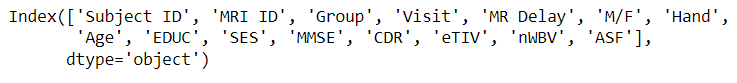 Index(['Subject ID', 'MRI ID', 'Group', 'Visit', 'MR Delay', 'M/F', 'Hand',
'Age', 'EDUC', 'SES', 'MMSE', 'CDR', 'eTIV', 'nWBV', 'ASF'],
dtype='object')